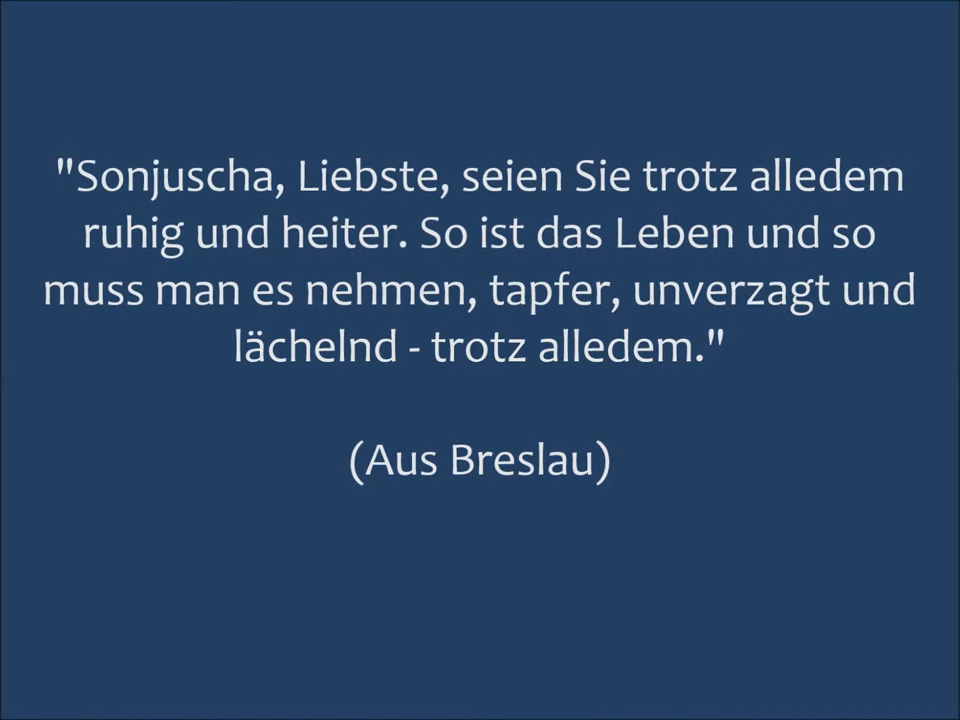 "Sonjuscha, Liebste, seien Sie trotz alledem
ruhig und heiter. So ist das Leben und so
muss man es nehmen, tapfer, unverzagt und
lächelnd - trotz alledem."
(Aus Breslau)